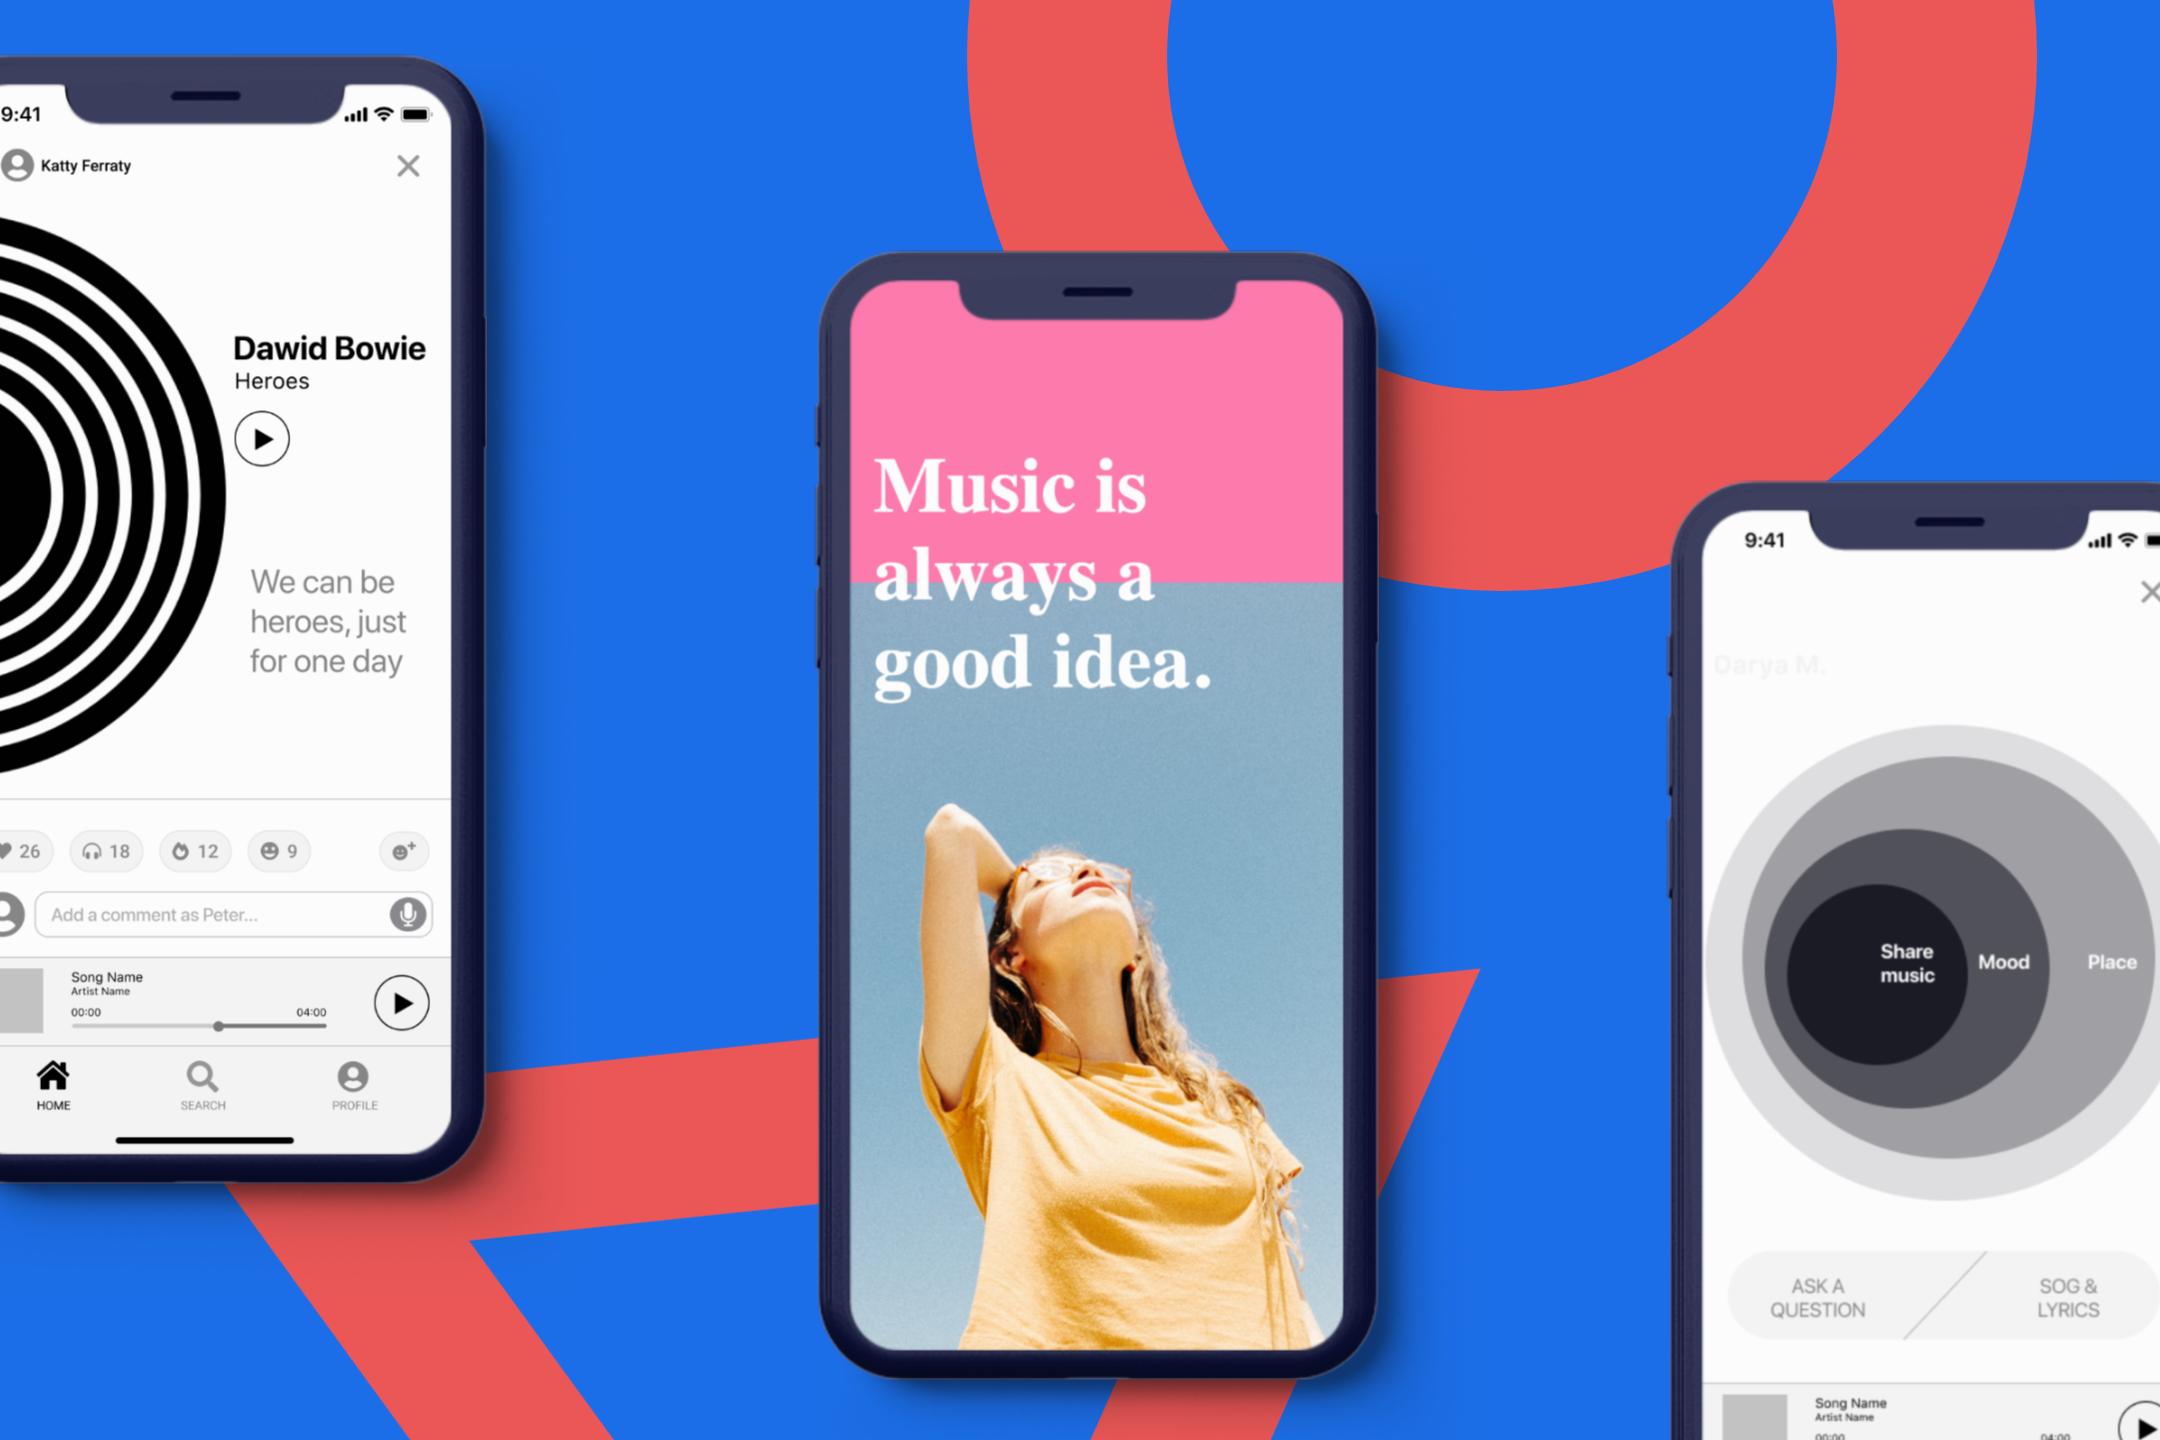 9:41
Katty Ferraty
Dawid Bowie
Heroes
We can be
heroes, just
for one day
26
18
12
9
Add a comment as Peter...
Song Name
Artist Name
00:00
04:00
HOME
SEARCH
PROFILE
Music is
always a
good idea.
9:41
Darya M.
Share
music
Mood
Place
ASK A
QUESTION
SOG &
LYRICS
Song Name
Artist Name
00:00
04:00